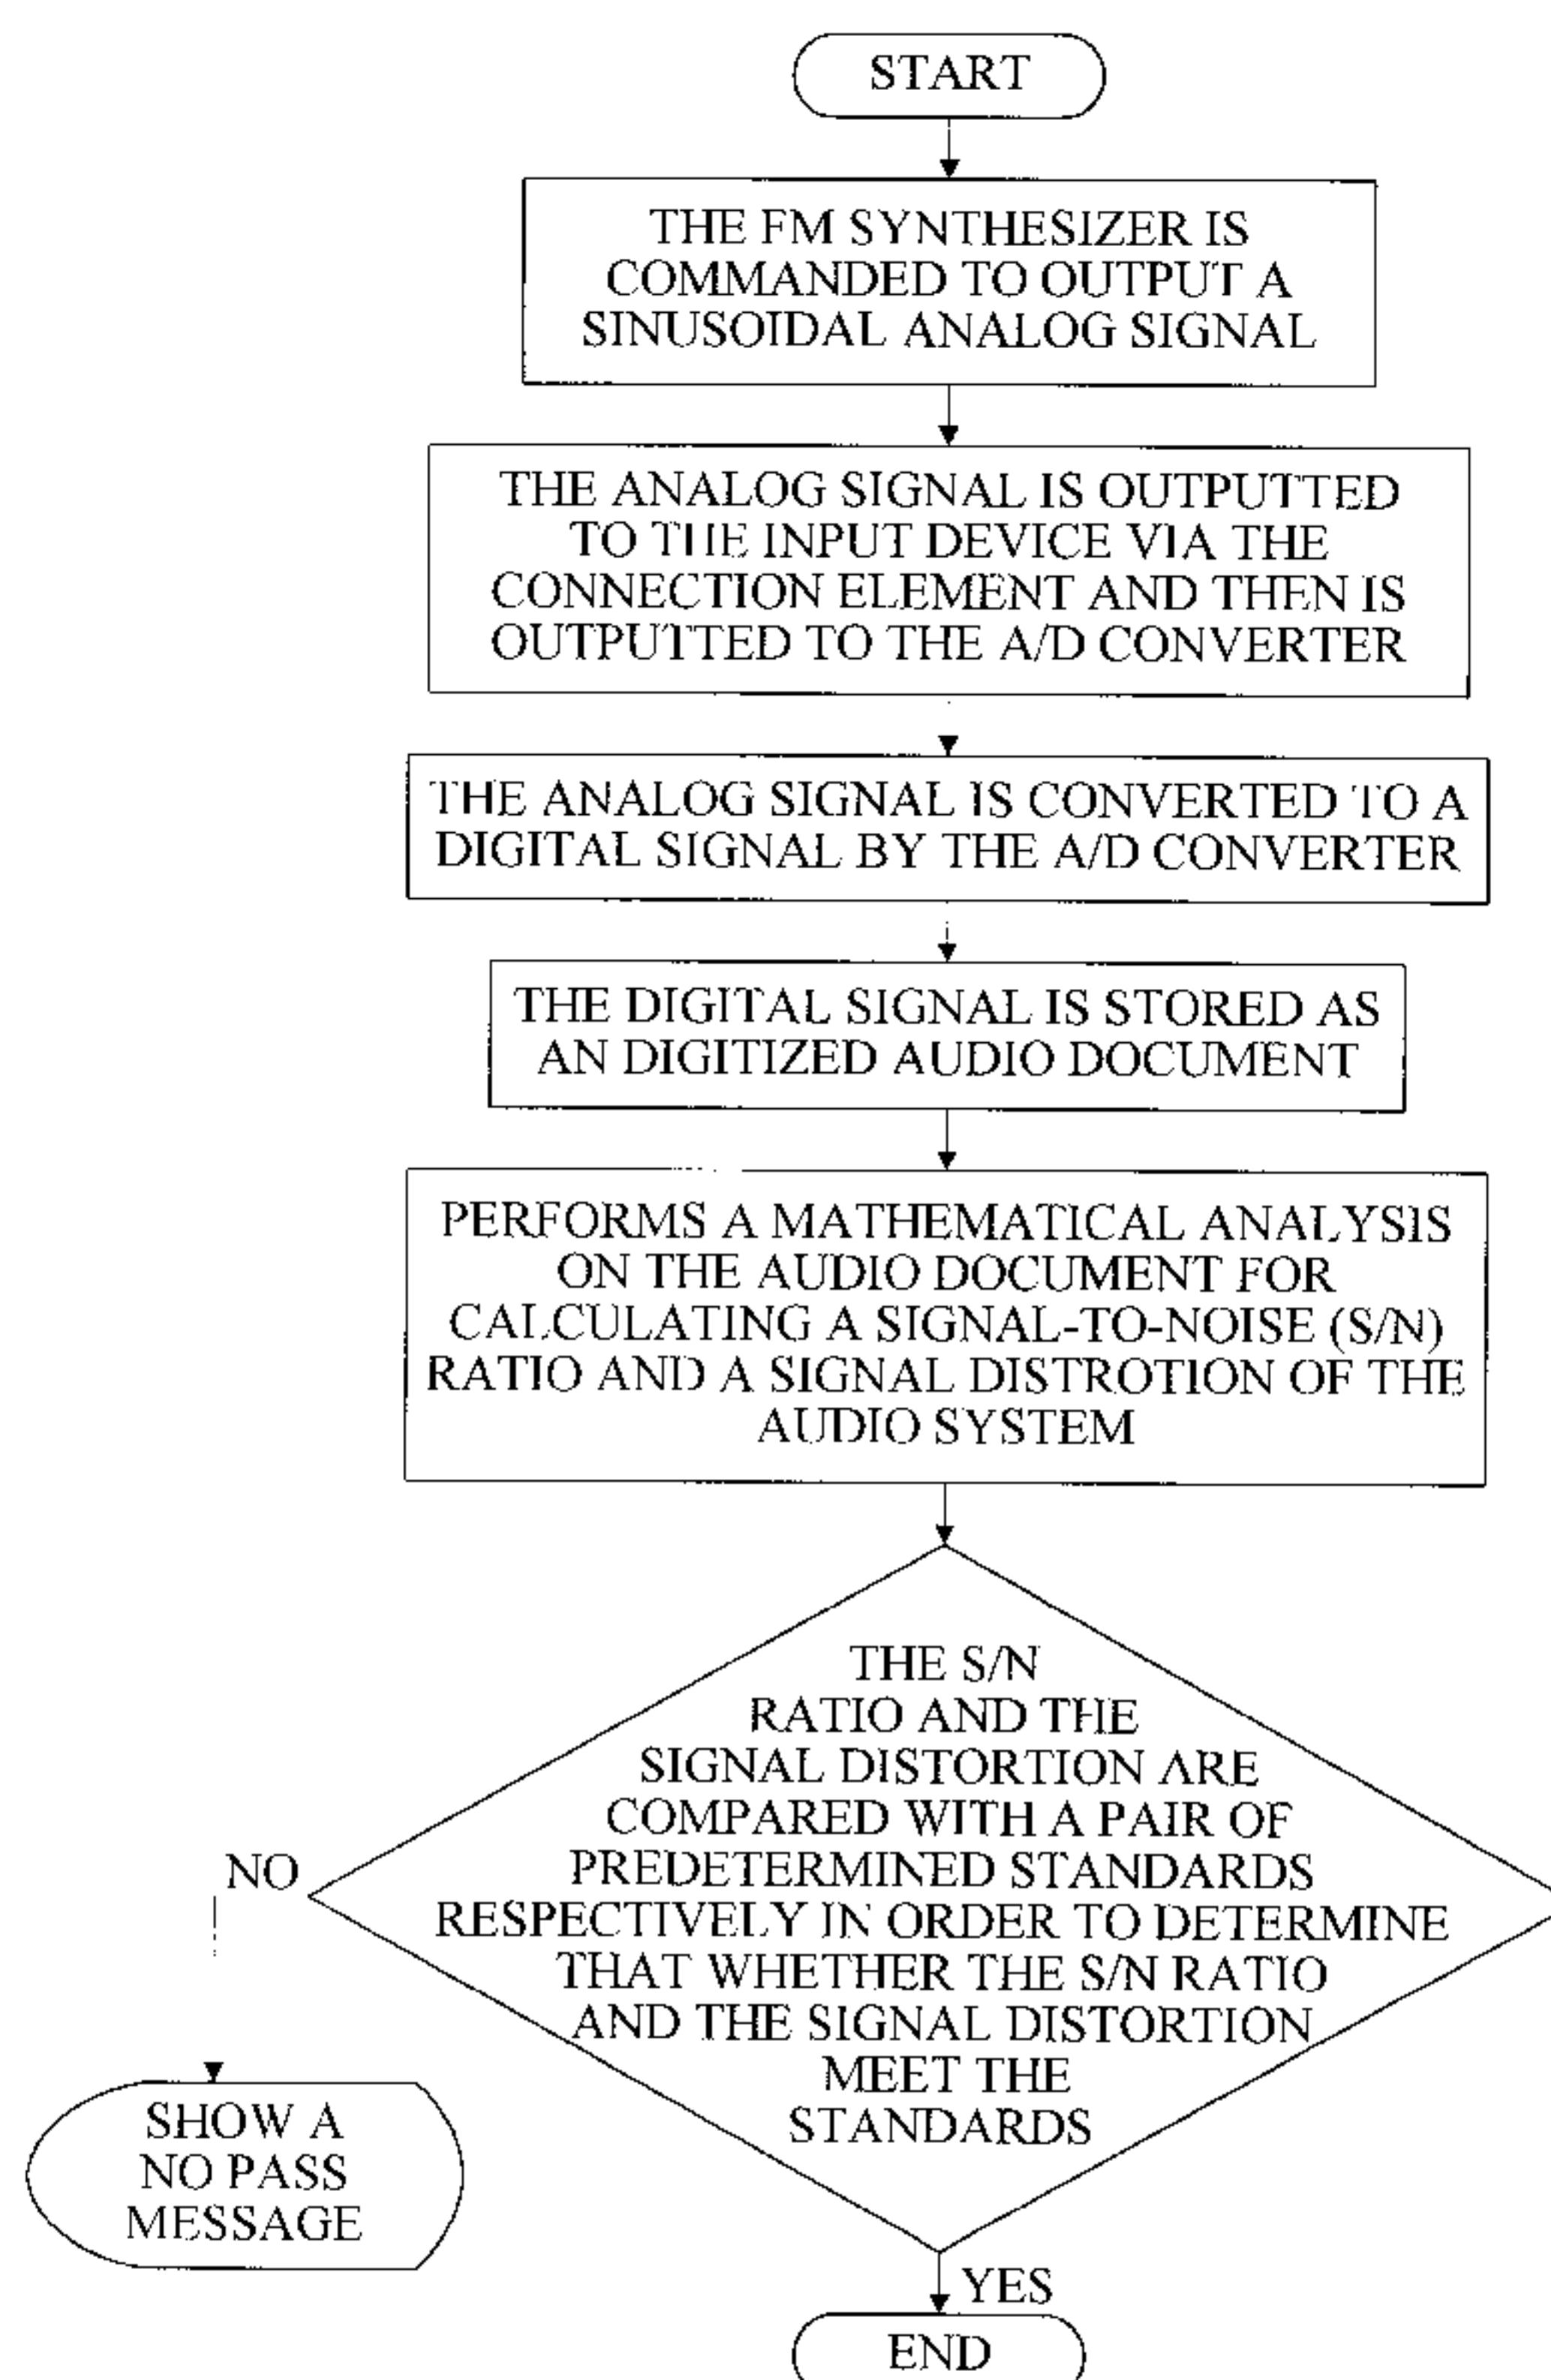 START
THE FM SYNTHESIZER IS
COMMANDED TO OUTPUT A
SINUSOIDAL ANALOG SIGNAL
THE ANALOG SIGNAL IS OUTPUTTED
TO THE INPUT DEVICE VIA THE
CONNECTION ELEMENT AND THEN IS
OUTPUTTED TO THE A/D CONVERTER
THE ANALOG SIGNAL IS CONVERTED TO A
DIGITAL SIGNAL BY THE A/D CONVERTER
THE DIGITAL SIGNAL IS STORED AS
AN DIGITIZED AUDIO DOCUMENT
PERFORMS A MATHEMATICAL ANALYSIS
ON THE AUDIO DOCUMENT FOR
CALCULATING A SIGNAL-TO-NOISE (S/N)
RATIO AND A SIGNAL DISTROTION OF THE
AUDIO SYSTEM
THE S/N
RATIO AND THE
SIGNAL DISTORTION ARE
COMPARED WITH A PAIR OF
PREDETERMINED STANDARDS
RESPECTIVELY IN ORDER TO DETERMINE
THAT WHETHER THE S/N RATIO
AND THE SIGNAL DISTORTION
MEET THE
STANDARDS
NO
SHOW A
NO PASS
MESSAGE
YES
END